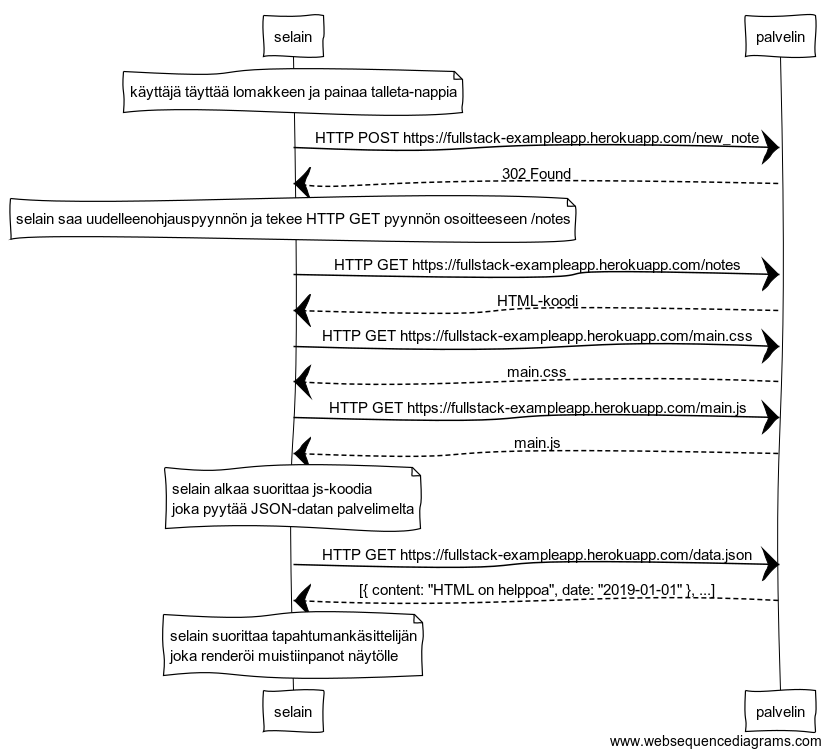 selain
palvelin
käyttäjä täyttää lomakkeen ja painaa talleta-nappia
HTTP POST https://fullstack-exampleapp.herokuapp.com/new_note
302 Found
selain saa uudelleenohjauspyynnön ja tekee HTTP GET pyynnön osoitteeseen /notes
HTTP GET https://fullstack-exampleapp.herokuapp.com/notes
HTML-koodi
HTTP GET https://fullstack-exampleapp.herokuapp.com/main.css
main.css
HTTP GET https://fullstack-exampleapp.herokuapp.com/main.js
main.js
selain alkaa suorittaa js-koodia
joka pyytää JSON-datan palvelimelta
HTTP GET https://fullstack-exampleapp.herokuapp.com/data.json
[{ content: "HTML on helppoa", date: "2019-01-01" }, ...]
selain suorittaa tapahtumankäsittelijän
joka renderöi muistiinpanot näytölle
selain
palvelin
www.websequencediagrams.com